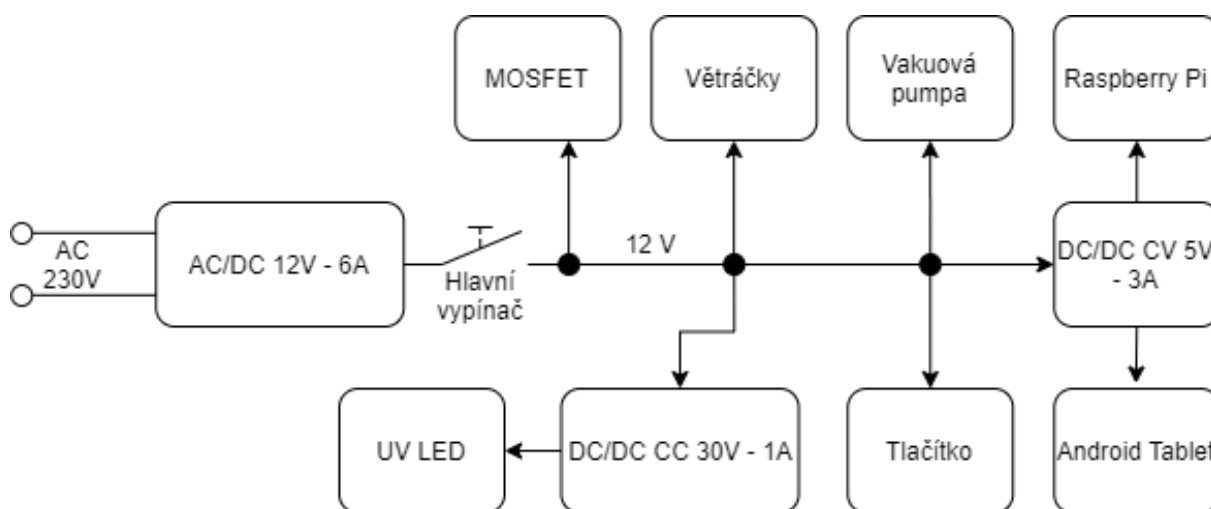 MOSFET
Větráčky
Vakuová
pumpa
Raspberry Pi
AC
230V
AC/DC 12V - 6A
Hlavní
vypínač
12 V
DC/DC CV 5V
- 3A
UV LED
DC/DC CC 30V - 1A
Tlačítko
Android Tablet